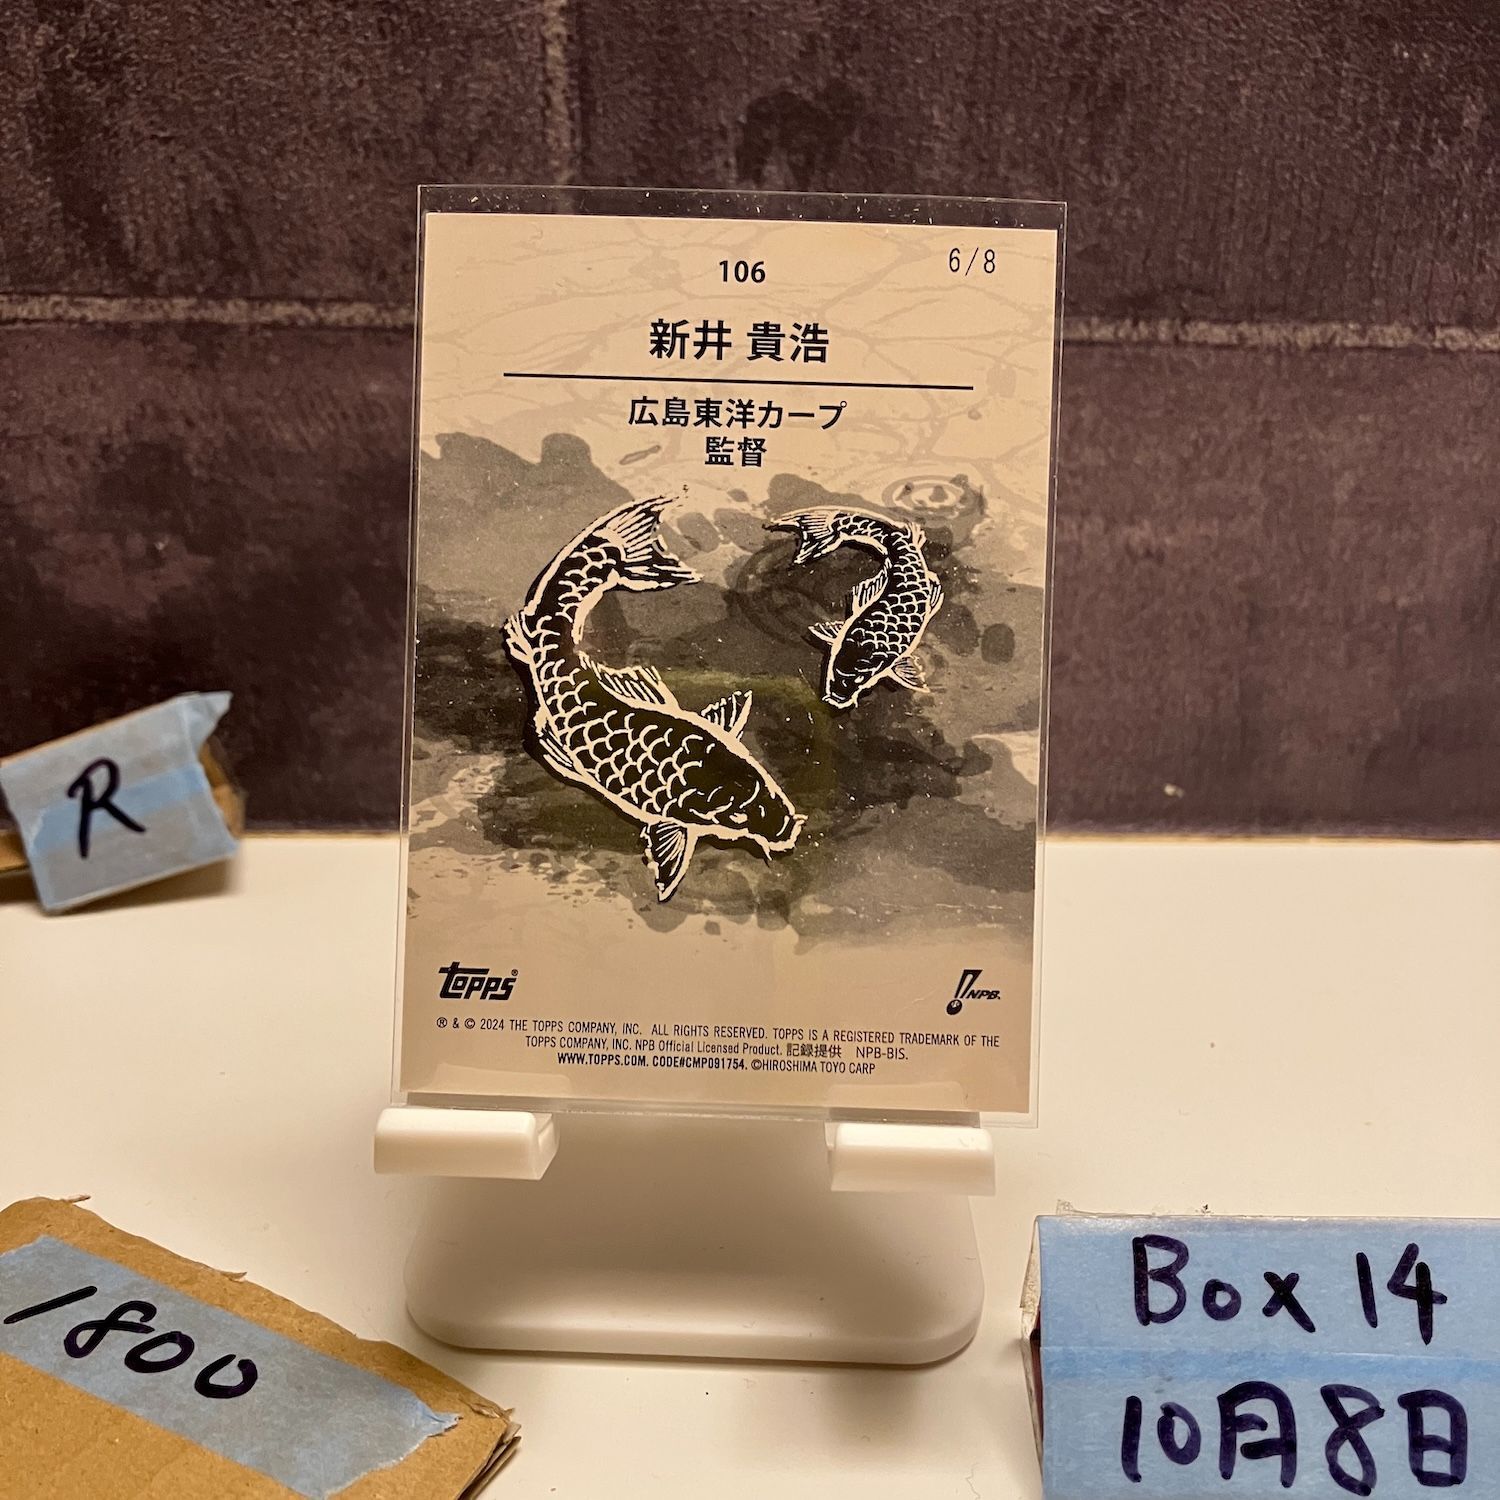 6/8
106
新井 貴浩
広島東洋カープ
監督
R
topps®
NPB.
® & © 2024 THE TOPPS COMPANY, INC. ALL RIGHTS RESERVED. TOPPS IS A REGISTERED TRADEMARK OF THE
TOPPS COMPANY, INC. NPB Official Licensed Product. 記録提供 NPB-BIS.
WWW.TOPPS.COM. CODE#CMP091754. ©HIROSHIMA TOYO CARP
1800
Box 14
10月8日